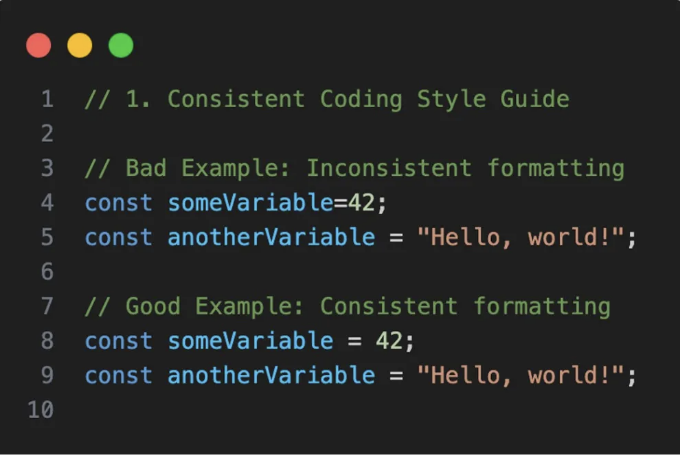 1 // 1. Consistent Coding Style Guide
2
3 // Bad Example: Inconsistent formatting
4 const someVariable=42;
5 const anotherVariable = "Hello, world!";
6
7 // Good Example: Consistent formatting
8 const someVariable = 42;
9 const anotherVariable = "Hello, world!";
10